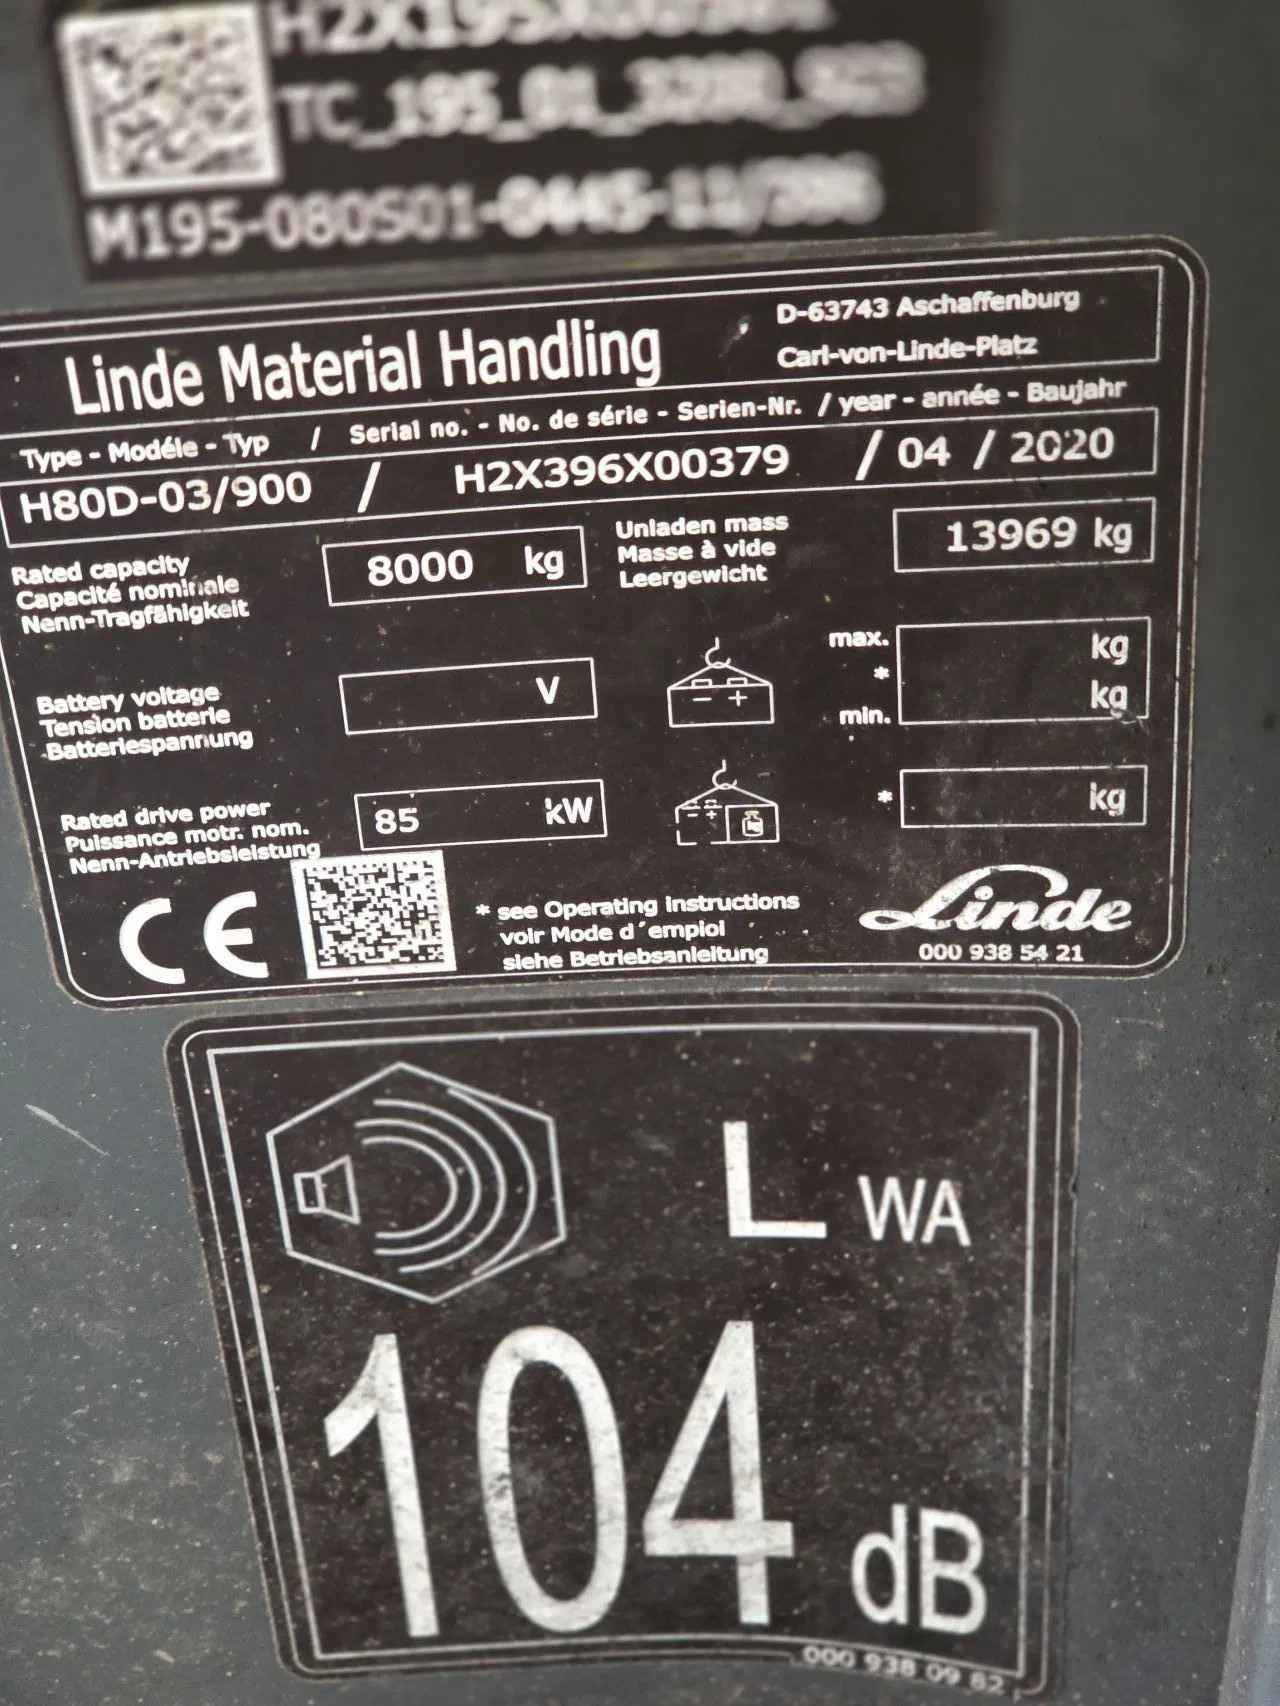 M195-080S01-0445-11/396
Linde Material Handling
D-63743 Aschaffenburg
Carl-von-Linde-Platz
Type - Modéle - Typ / Serial no. - No. de série - Serien-Nr. / year - année - Baujahr
H80D-03/900 / H2X396X00379 / 04 / 2020
Rated capacity
Capacité nominale
Nenn-Tragfähigkeit
8000 kg
Unladen mass
Masse à vide
Leergewicht
13969 kg
Battery voltage
Tension batterie
Batteriespannung
V
- +
max.
*
min.
kg
kg
Rated drive power
Puissance motr. nom.
Nenn-Antriebsleistung
85 kW
* kg
CE
* see Operating instructions
voir Mode d´emploi
siehe Betriebsanleitung
Linde
000 938 54 21
L WA
104 dB
000 938 09 82